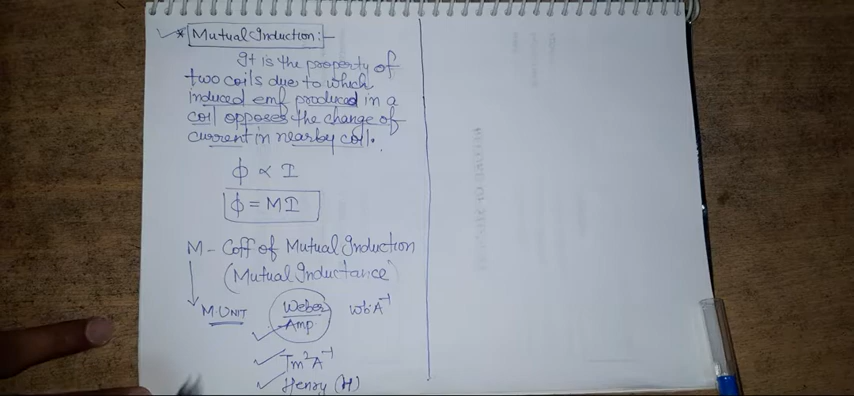 * Mutual Induction:-
It is the property of
two coils due to which
induced emf produced in a
coil opposes the change of
current in nearby coil.
ϕ ∝ I
ϕ = MI
M - Coff of Mutual Induction
(Mutual Inductance)
M UNIT Weber/Amp wbA⁻¹
Tm²A⁻¹
Henry (H)